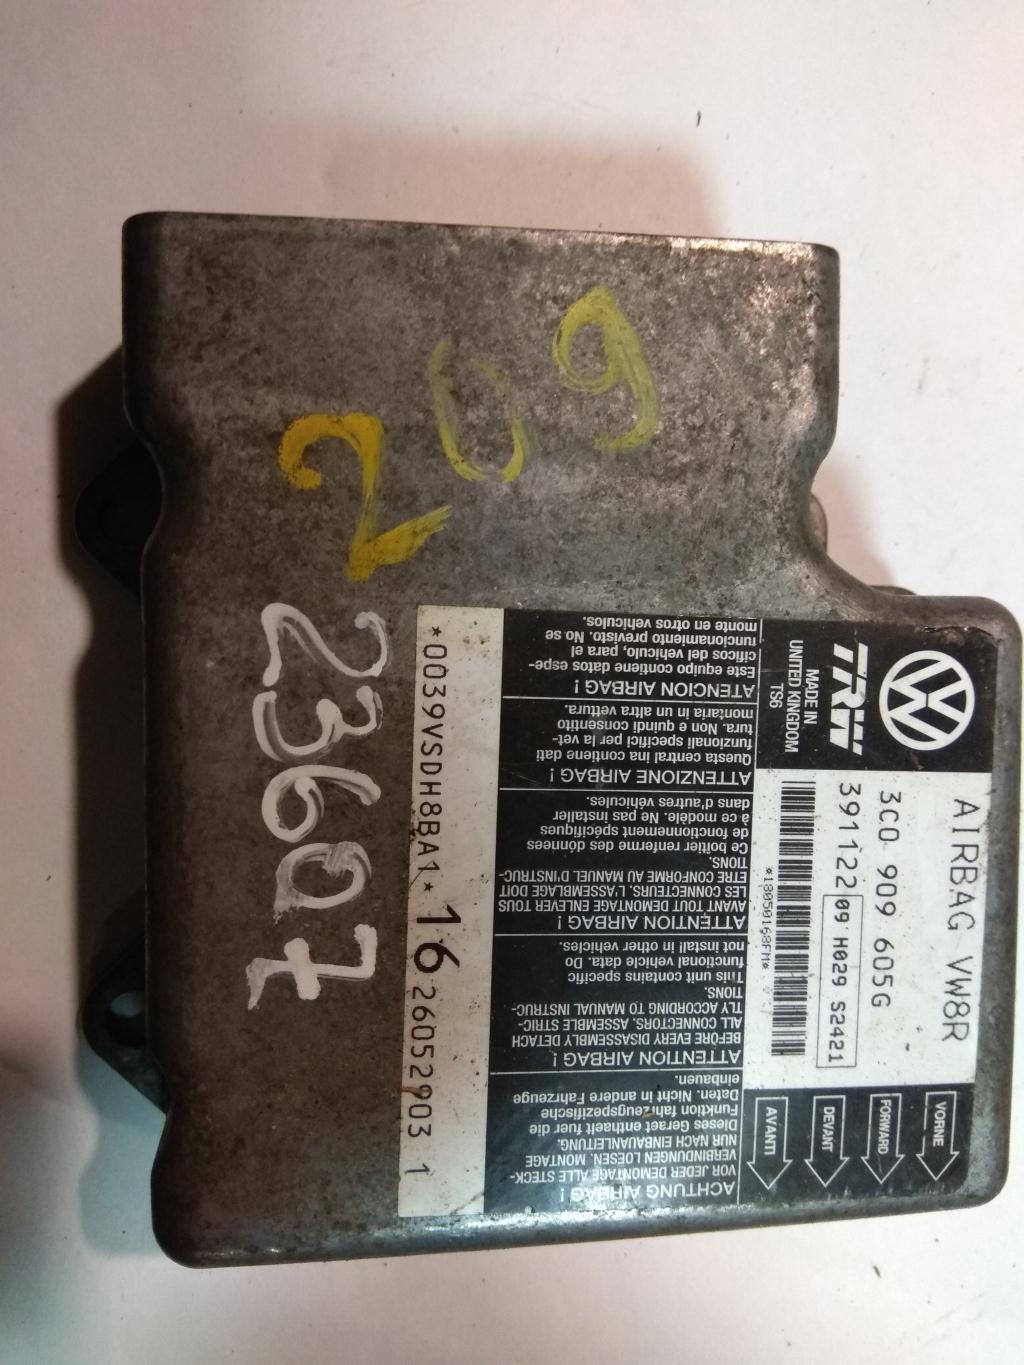 209
23607
AIRBAG VW8R
3C0 909 605G
39112209 H029 S2421
*18050168FM*
TRW
MADE IN
UNITED KINGDOM
TS6
VORNE
FORWARD
DEVANT
AVANTI
ATENCION AIRBAG !
Este equipo contiene datos espe-
cificos del vehiculo, para el
funcionamiento previsto. No se
monte en otros vehiculos.
ATTENZIONE AIRBAG !
Questa central ina contiene dati
funzionali specifici per la vet-
tura. Non e quindi consentito
montaria in un altra vettura.
ATTENTION AIRBAG !
AVANT TOUT DEMONTAGE ENLEVER TOUS
LES CONNECTEURS. L'ASSEMBLAGE DOIT
ETRE CONFORME AU MANUEL D'INSTRUC-
TIONS.
Ce boîtier renferme des données
de fonctionnement spécifiques
à ce modèle. Ne pas installer
dans d'autres véhicules.
ATTENTION AIRBAG !
BEFORE EVERY DISASSEMBLY DETACH
ALL CONNECTORS. ASSEMBLE STRIC-
TLY ACCORDING TO MANUAL INSTRUC-
TIONS.
This unit contains specific
functional vehicle data. Do
not install in other vehicles.
ACHTUNG AIRBAG !
VOR JEDER DEMONTAGE ALLE STECK-
VERBINDUNGEN LOESEN. MONTAGE
NUR NACH EINBAUANLEITUNG.
Dieses Geraet enthaelt fuer die
Funktion fahrzeugspezifische
Daten. Nicht in andere Fahrzeuge
einbauen.
*0039VSDH8BA1* 16 26052903 1